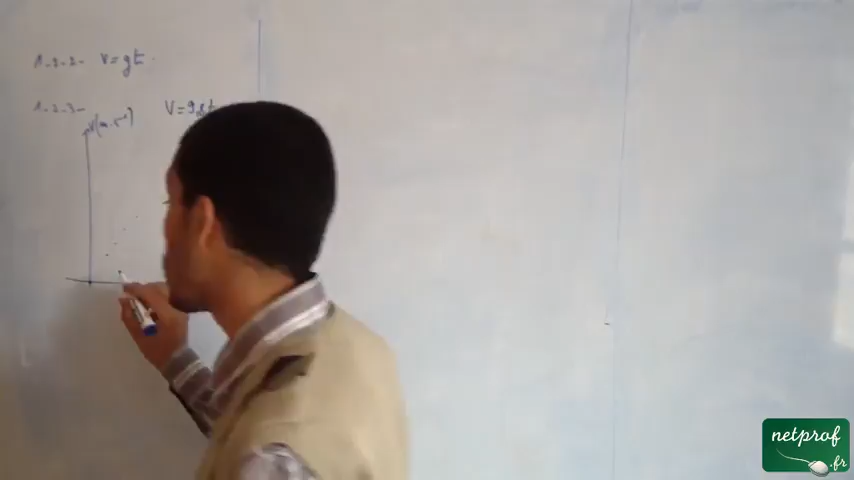 1-2-2- V=gt
1-2-3- V=9,8t
V(m.s⁻¹)
netprof
.fr